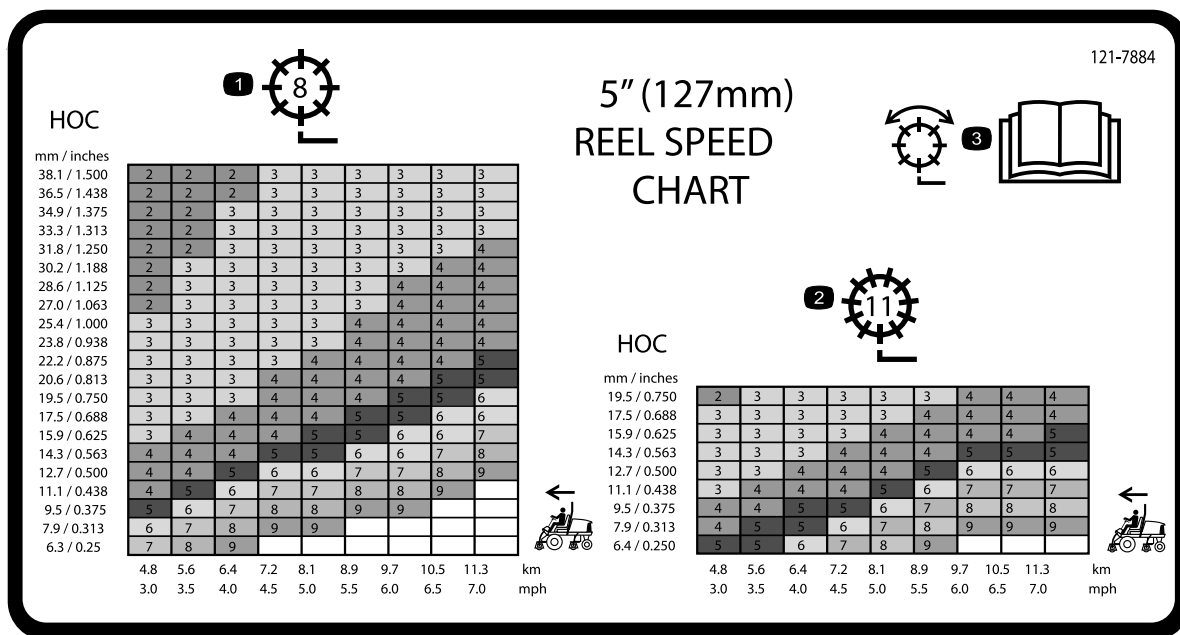 121-7884
5" (127mm)
REEL SPEED
CHART
1
8
HOC
mm / inches
38.1 / 1.500 2 2 2 3 3 3 3 3 3
36.5 / 1.438 2 2 2 3 3 3 3 3 3
34.9 / 1.375 2 2 3 3 3 3 3 3 3
33.3 / 1.313 2 2 3 3 3 3 3 3 3
31.8 / 1.250 2 2 3 3 3 3 3 3 4
30.2 / 1.188 2 3 3 3 3 3 3 4 4
28.6 / 1.125 2 3 3 3 3 3 4 4 4
27.0 / 1.063 2 3 3 3 3 3 4 4 4
25.4 / 1.000 3 3 3 3 3 4 4 4 4
23.8 / 0.938 3 3 3 3 3 4 4 4 4
22.2 / 0.875 3 3 3 3 4 4 4 4 5
20.6 / 0.813 3 3 3 4 4 4 4 5 5
19.5 / 0.750 3 3 3 4 4 4 5 5 6
17.5 / 0.688 3 3 4 4 4 5 5 6 6
15.9 / 0.625 3 4 4 4 5 5 6 6 7
14.3 / 0.563 4 4 4 5 5 6 6 7 8
12.7 / 0.500 4 4 5 6 6 7 7 8 9
11.1 / 0.438 4 5 6 7 7 8 8 9
9.5 / 0.375 5 6 7 8 8 9 9
7.9 / 0.313 6 7 8 9 9
6.3 / 0.25 7 8 9
4.8 5.6 6.4 7.2 8.1 8.9 9.7 10.5 11.3 km
3.0 3.5 4.0 4.5 5.0 5.5 6.0 6.5 7.0 mph
3
2
11
HOC
mm / inches
19.5 / 0.750 2 3 3 3 3 3 4 4 4
17.5 / 0.688 3 3 3 3 3 4 4 4 4
15.9 / 0.625 3 3 3 3 4 4 4 4 5
14.3 / 0.563 3 3 3 4 4 4 5 5 5
12.7 / 0.500 3 3 4 4 4 5 6 6 6
11.1 / 0.438 3 4 4 4 5 6 7 7 7
9.5 / 0.375 4 4 5 5 6 7 8 8 8
7.9 / 0.313 4 5 5 6 7 8 9 9 9
6.4 / 0.250 5 5 6 7 8 9
4.8 5.6 6.4 7.2 8.1 8.9 9.7 10.5 11.3 km
3.0 3.5 4.0 4.5 5.0 5.5 6.0 6.5 7.0 mph